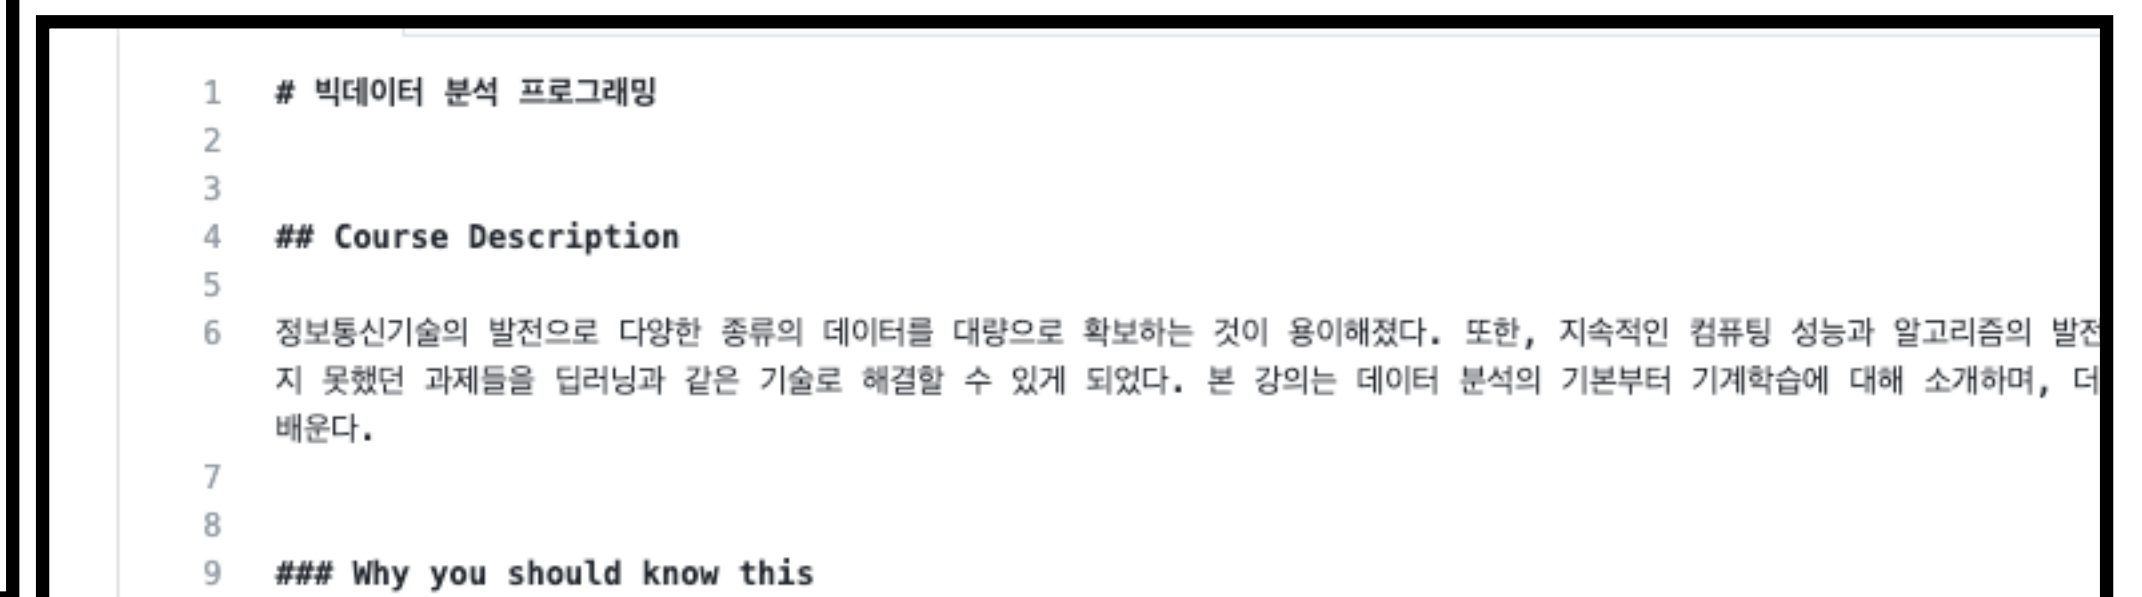 1 # 빅데이터 분석 프로그래밍
2
3
4 ## Course Description
5
6 정보통신기술의 발전으로 다양한 종류의 데이터를 대량으로 확보하는 것이 용이해졌다. 또한, 지속적인 컴퓨팅 성능과 알고리즘의 발전
지 못했던 과제들을 딥러닝과 같은 기술로 해결할 수 있게 되었다. 본 강의는 데이터 분석의 기본부터 기계학습에 대해 소개하며, 더
배운다.
7
8
9 ### Why you should know this